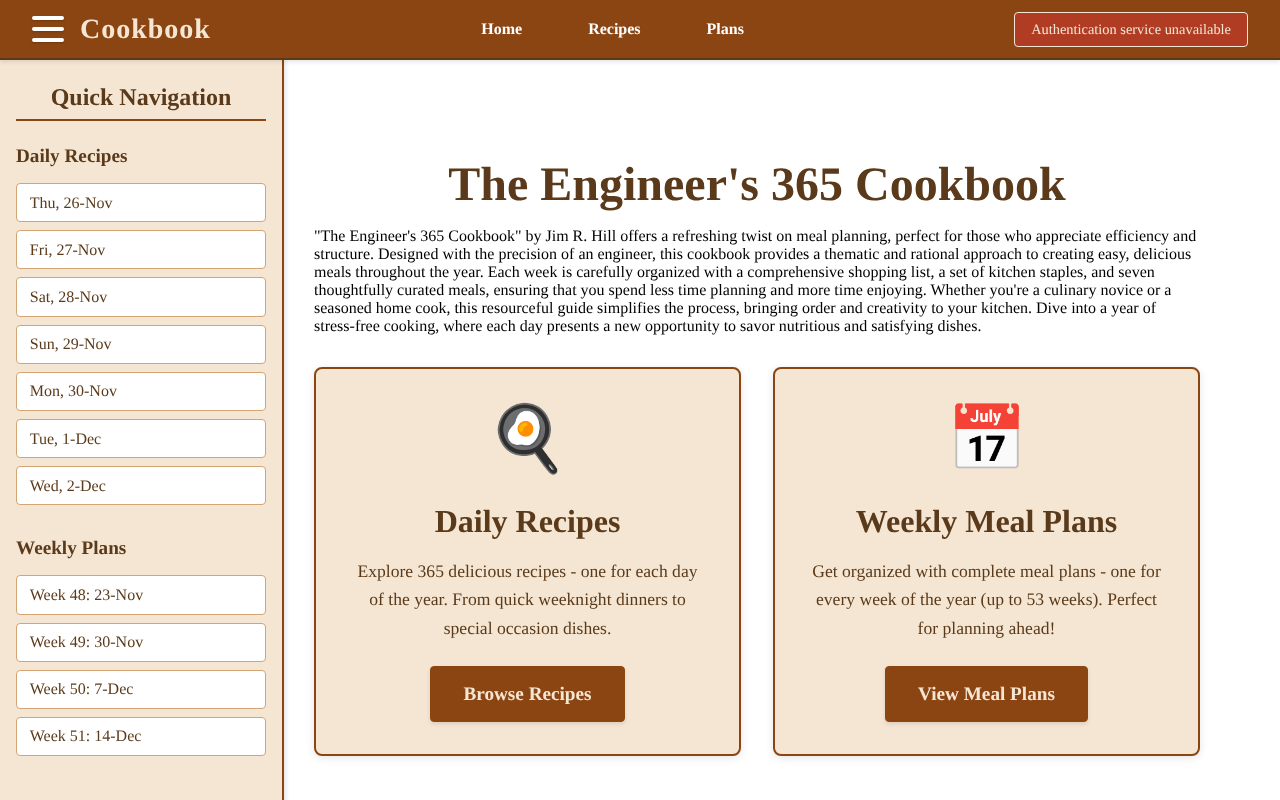 Cookbook
Home
Recipes
Plans
Authentication service unavailable
Quick Navigation
Daily Recipes
Thu, 26-Nov
Fri, 27-Nov
Sat, 28-Nov
Sun, 29-Nov
Mon, 30-Nov
Tue, 1-Dec
Wed, 2-Dec
Weekly Plans
Week 48: 23-Nov
Week 49: 30-Nov
Week 50: 7-Dec
Week 51: 14-Dec
The Engineer's 365 Cookbook
"The Engineer's 365 Cookbook" by Jim R. Hill offers a refreshing twist on meal planning, perfect for those who appreciate efficiency and
structure. Designed with the precision of an engineer, this cookbook provides a thematic and rational approach to creating easy, delicious
meals throughout the year. Each week is carefully organized with a comprehensive shopping list, a set of kitchen staples, and seven
thoughtfully curated meals, ensuring that you spend less time planning and more time enjoying. Whether you're a culinary novice or a
seasoned home cook, this resourceful guide simplifies the process, bringing order and creativity to your kitchen. Dive into a year of
stress-free cooking, where each day presents a new opportunity to savor nutritious and satisfying dishes.
Daily Recipes
Explore 365 delicious recipes - one for each day
of the year. From quick weeknight dinners to
special occasion dishes.
Browse Recipes
July
17
Weekly Meal Plans
Get organized with complete meal plans - one for
every week of the year (up to 53 weeks). Perfect
for planning ahead!
View Meal Plans